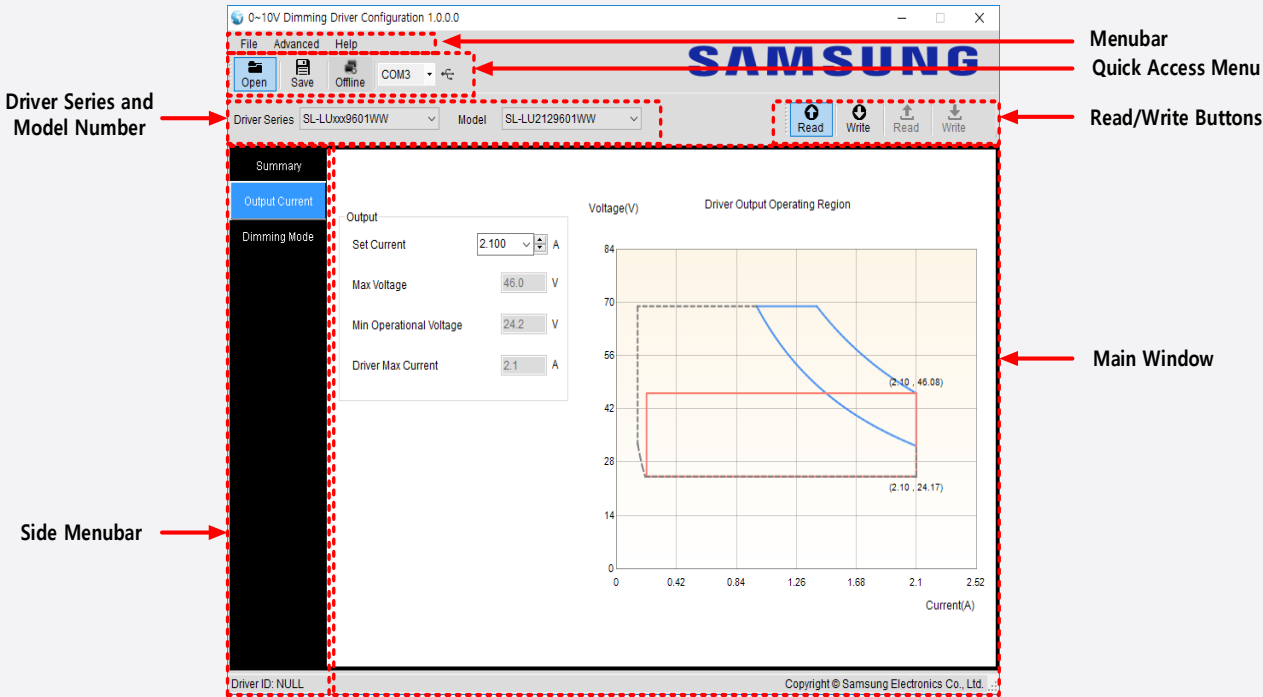 0~10V Dimming Driver Configuration 1.0.0.0
File Advanced Help
Menubar
SAMSUNG
Open Save Offline COM3
Quick Access Menu
Driver Series and
Model Number
Driver Series SL-LUxxx9601WW Model SL-LU2129601WW
Read Write Read Write
Read/Write Buttons
Summary
Output Current
Dimming Mode
Output
Set Current 2.100 A
Max Voltage 46.0 V
Min Operational Voltage 24.2 V
Driver Max Current 2.1 A
Voltage(V)
Driver Output Operating Region
84
70
56
(2.10 , 46.08)
42
28
(2.10 , 24.17)
14
0
0 0.42 0.84 1.26 1.68 2.1 2.52
Current(A)
Main Window
Side Menubar
Driver ID: NULL
Copyright © Samsung Electronics Co., Ltd.